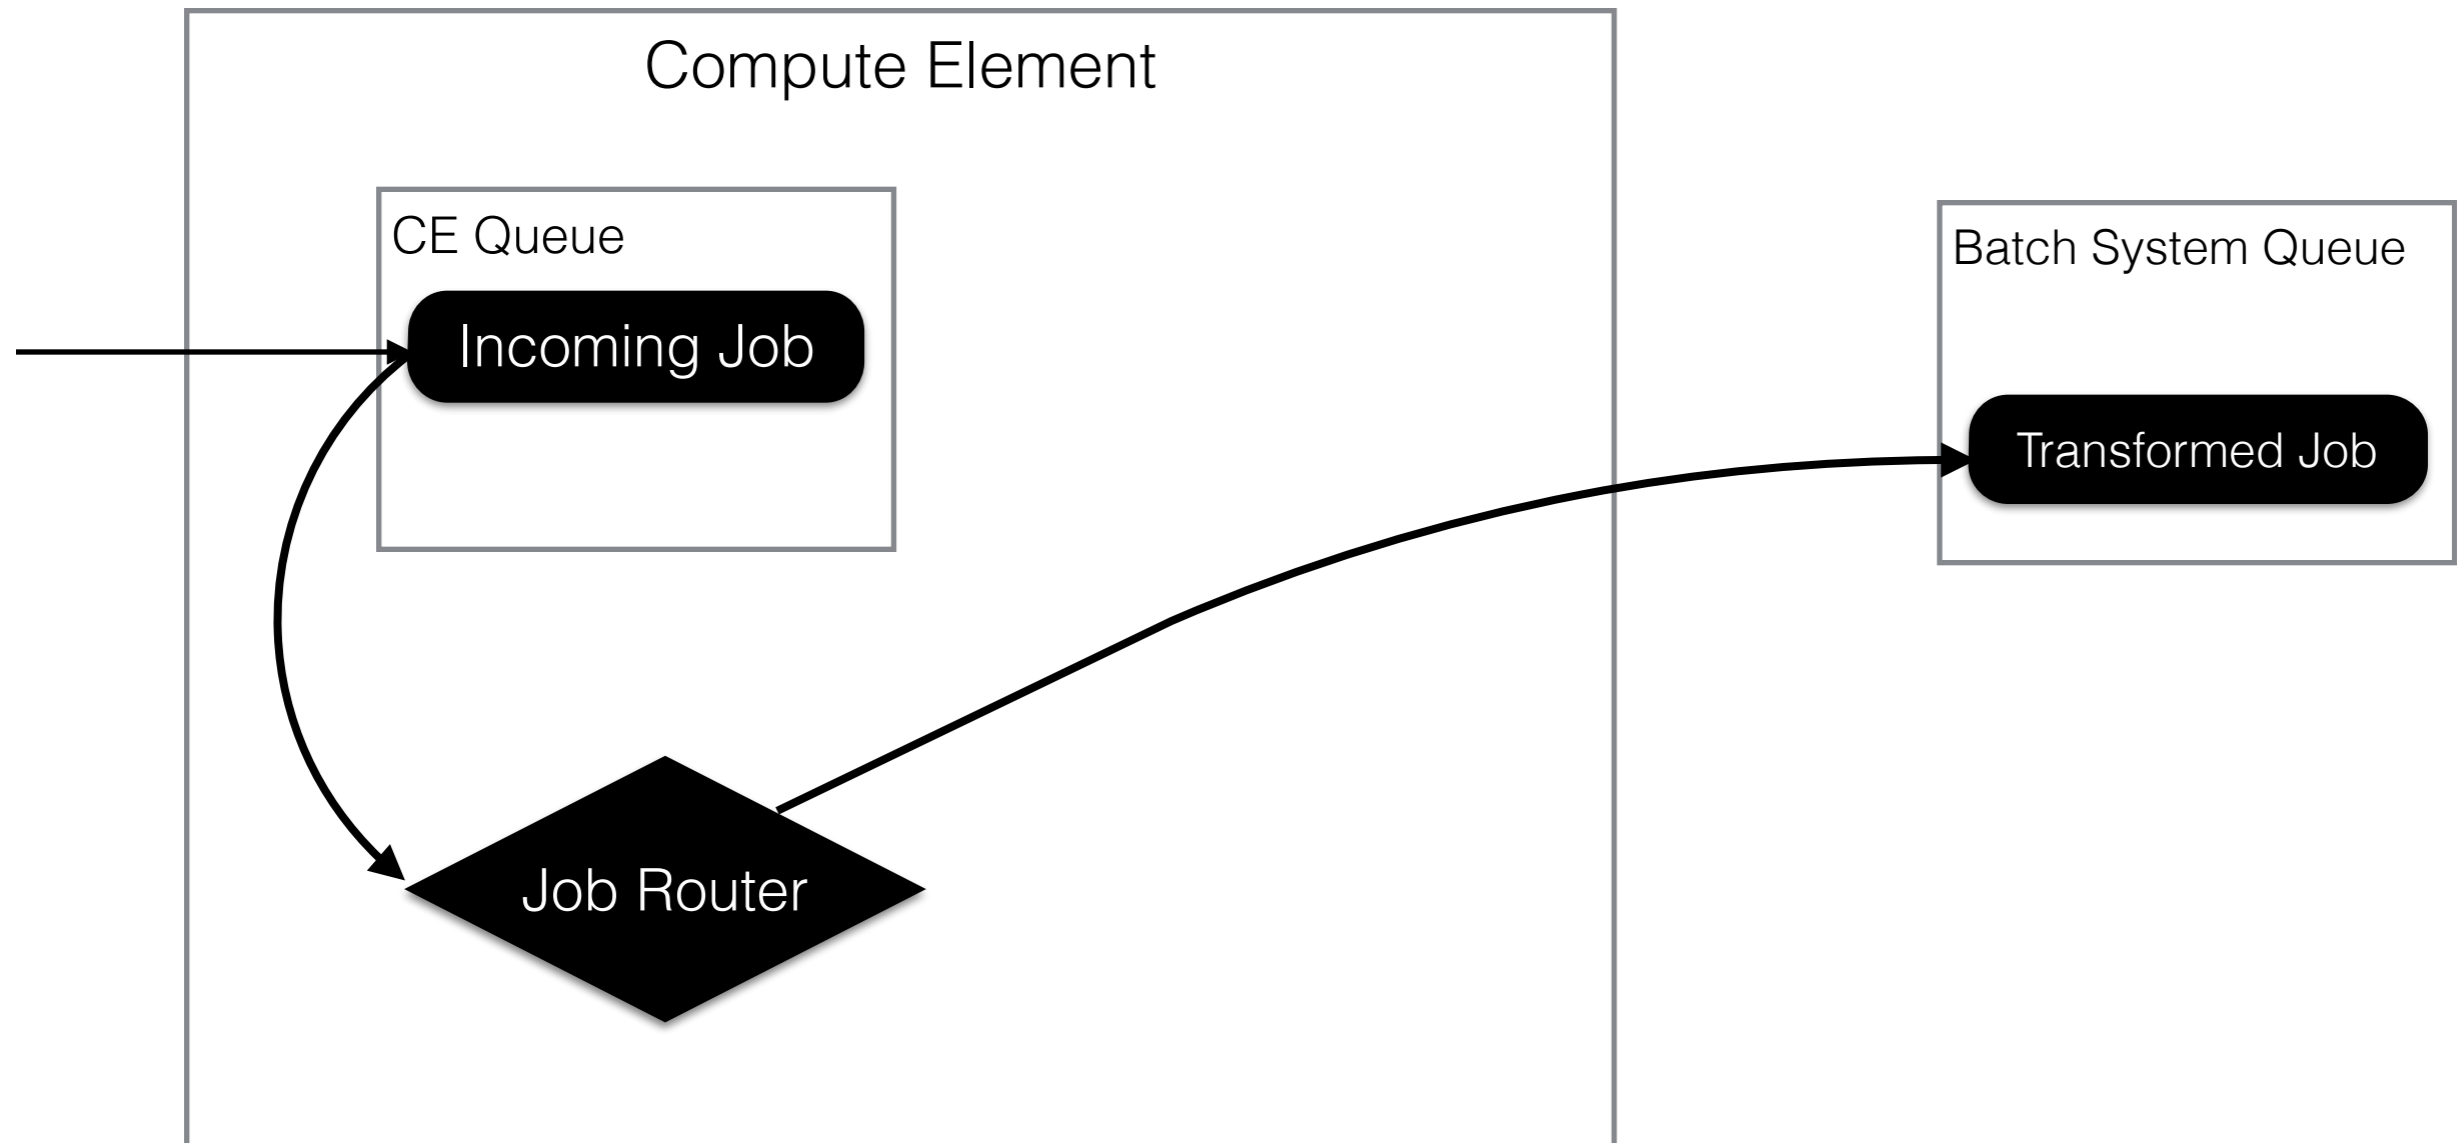 Compute Element
CE Queue
Incoming Job
Batch System Queue
Transformed Job
Job Router